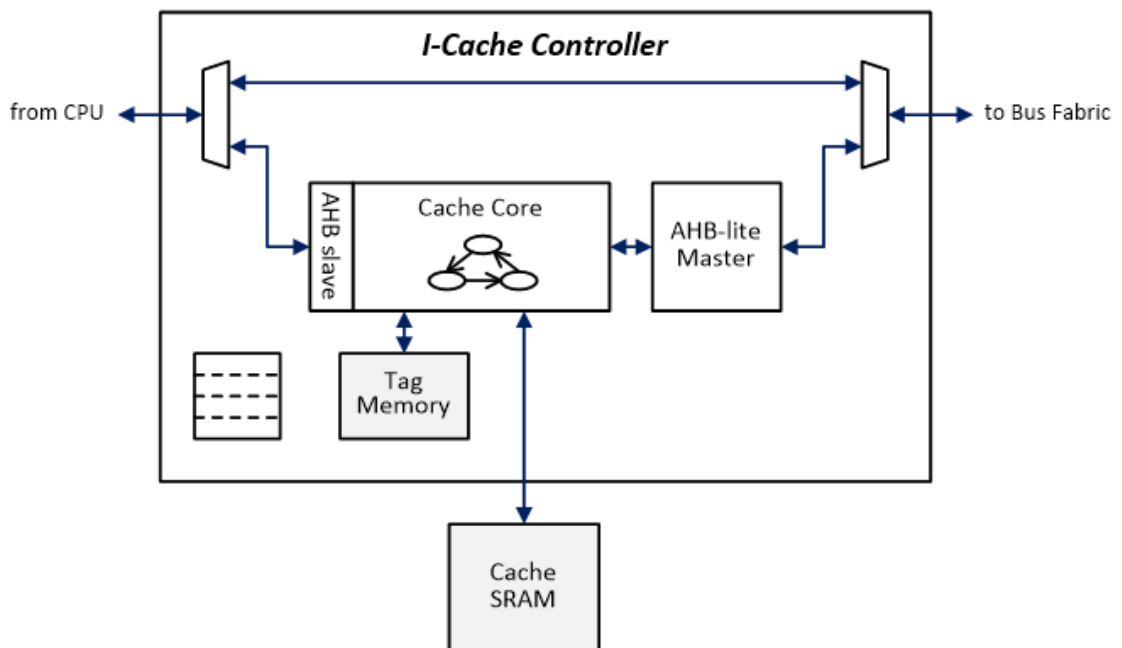 I-Cache Controller
from CPU
to Bus Fabric
AHB slave
Cache Core
AHB-lite
Master
Tag
Memory
Cache
SRAM